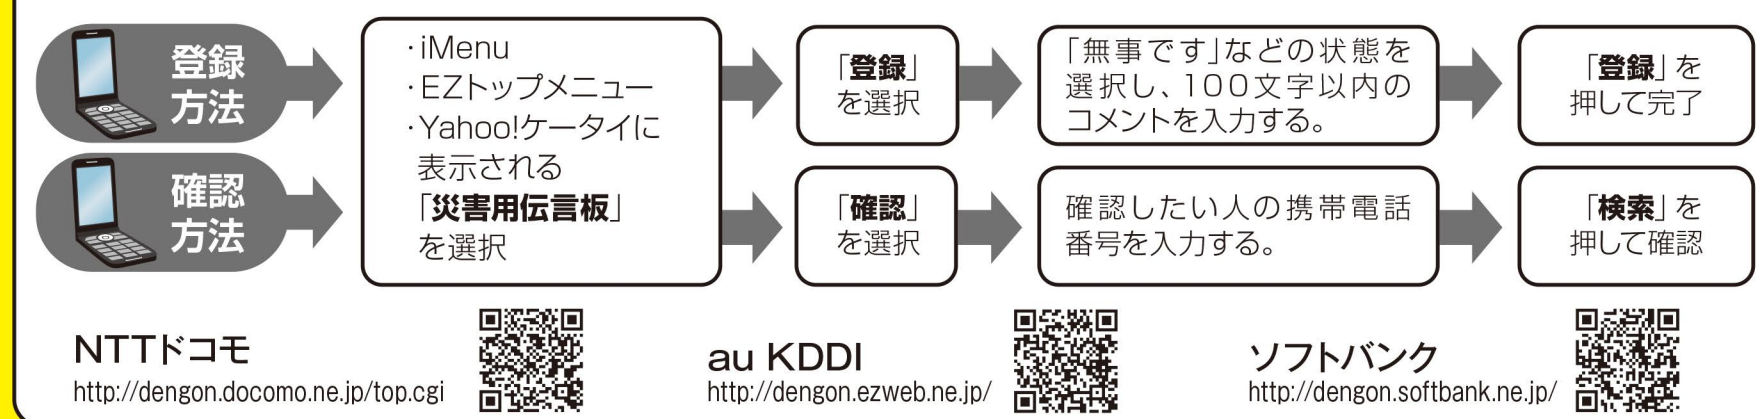 登録
方法
・iMenu
・EZトップメニュー
・Yahoo!ケータイに
表示される
「災害用伝言板」
を選択
「登録」
を選択
「無事です」などの状態を
選択し、100文字以内の
コメントを入力する。
「登録」を
押して完了
確認
方法
「確認」
を選択
確認したい人の携帯電話
番号を入力する。
「検索」を
押して確認
NTTドコモ
http://dengon.docomo.ne.jp/top.cgi
au KDDI
http://dengon.ezweb.ne.jp/
ソフトバンク
http://dengon.softbank.ne.jp/